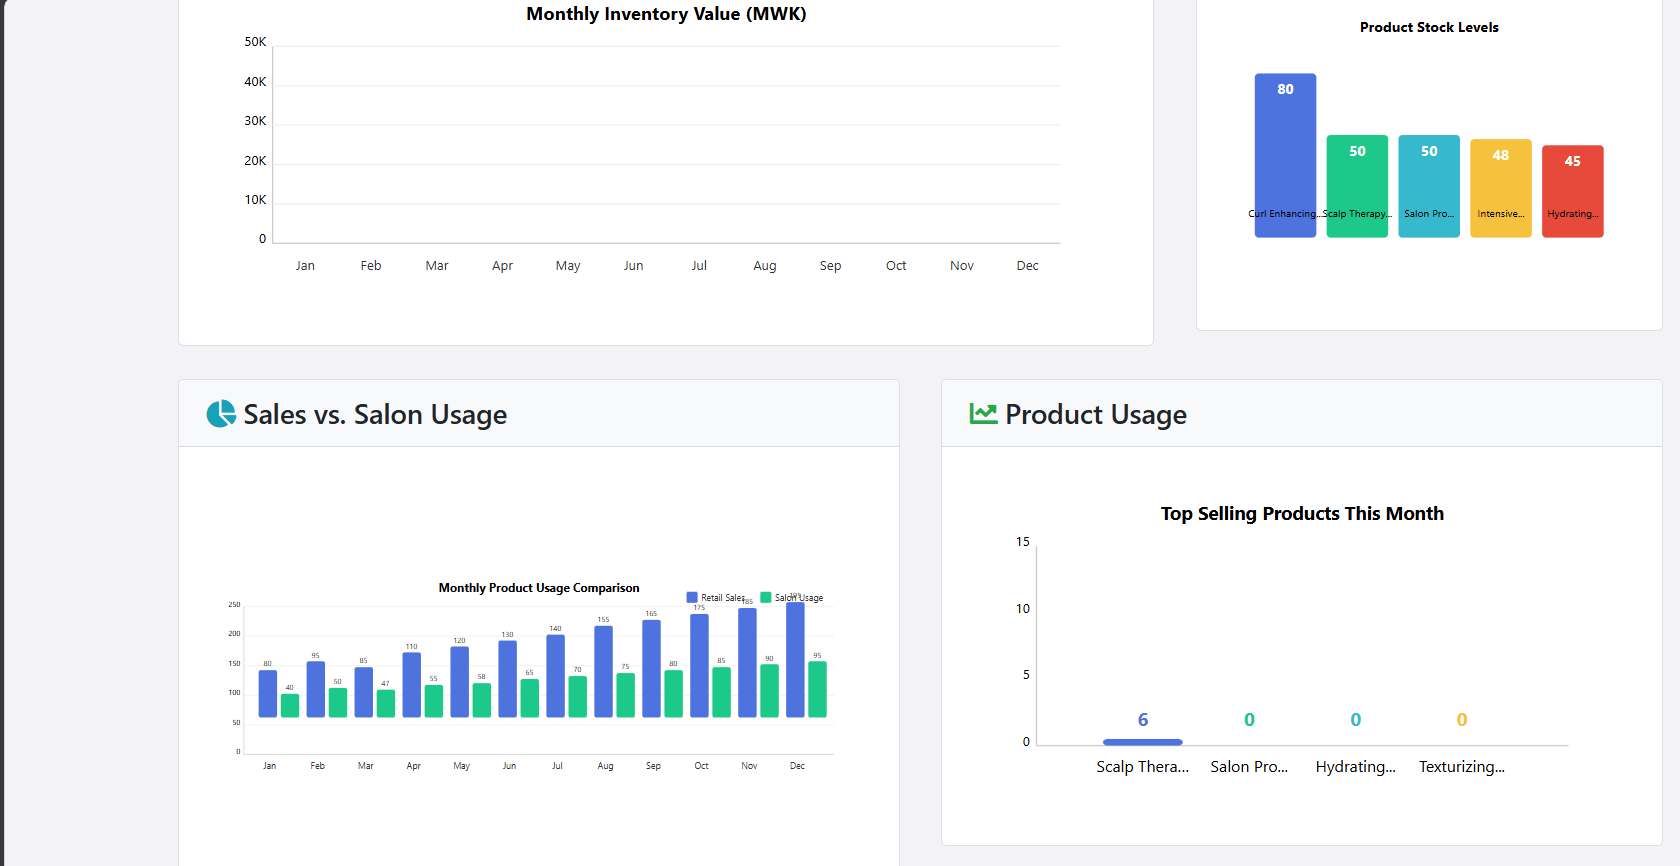 Monthly Inventory Value (MWK)
50K
40K
30K
20K
10K
0
Jan Feb Mar Apr May Jun Jul Aug Sep Oct Nov Dec
Product Stock Levels
80 50 50 48 45
Curl Enhancing... Scalp Therapy... Salon Pro... Intensive... Hydrating...
Sales vs. Salon Usage
Monthly Product Usage Comparison
Retail Sales Salon Usage
250
200
150
100
50
0
80 40 95 50 85 47 110 55 120 58 130 65 140 70 155 75 165 80 175 85 185 90 195 95
Jan Feb Mar Apr May Jun Jul Aug Sep Oct Nov Dec
Product Usage
Top Selling Products This Month
15
10
5
0
6 0 0 0
Scalp Thera... Salon Pro... Hydrating... Texturizing...